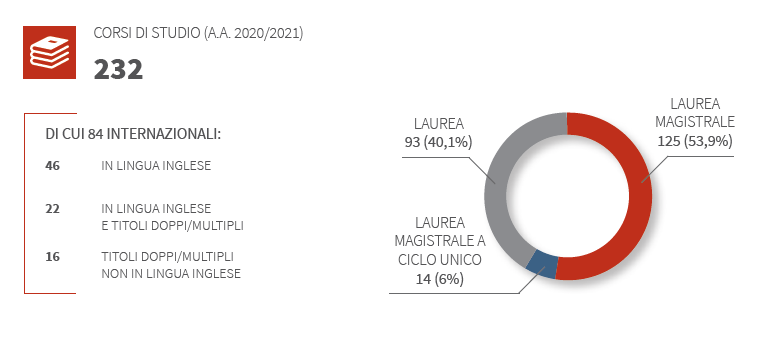 CORSI DI STUDIO (A.A. 2020/2021)
232
DI CUI 84 INTERNAZIONALI:
46 IN LINGUA INGLESE
22 IN LINGUA INGLESE
E TITOLI DOPPI/MULTIPLI
16 TITOLI DOPPI/MULTIPLI
NON IN LINGUA INGLESE
LAUREA
93 (40,1%)
LAUREA
MAGISTRALE
125 (53,9%)
LAUREA
MAGISTRALE A
CICLO UNICO
14 (6%)